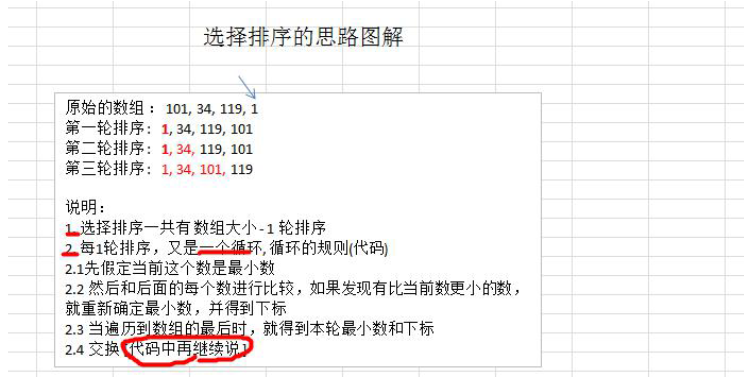 选择排序的思路图解
原始的数组 : 101, 34, 119, 1
第一轮排序: 1, 34, 119, 101
第二轮排序: 1, 34, 119, 101
第三轮排序: 1, 34, 101, 119
说明:
1. 选择排序一共有 数组大小 - 1 轮排序
2. 每1轮排序，又是一个循环, 循环的规则(代码)
2.1先假定当前这个数是最小数
2.2 然后和后面的每个数进行比较，如果发现有比当前数更小的数，
就重新确定最小数，并得到下标
2.3 当遍历到数组的最后时，就得到本轮最小数和下标
2.4 交换 [代码中再继续说]